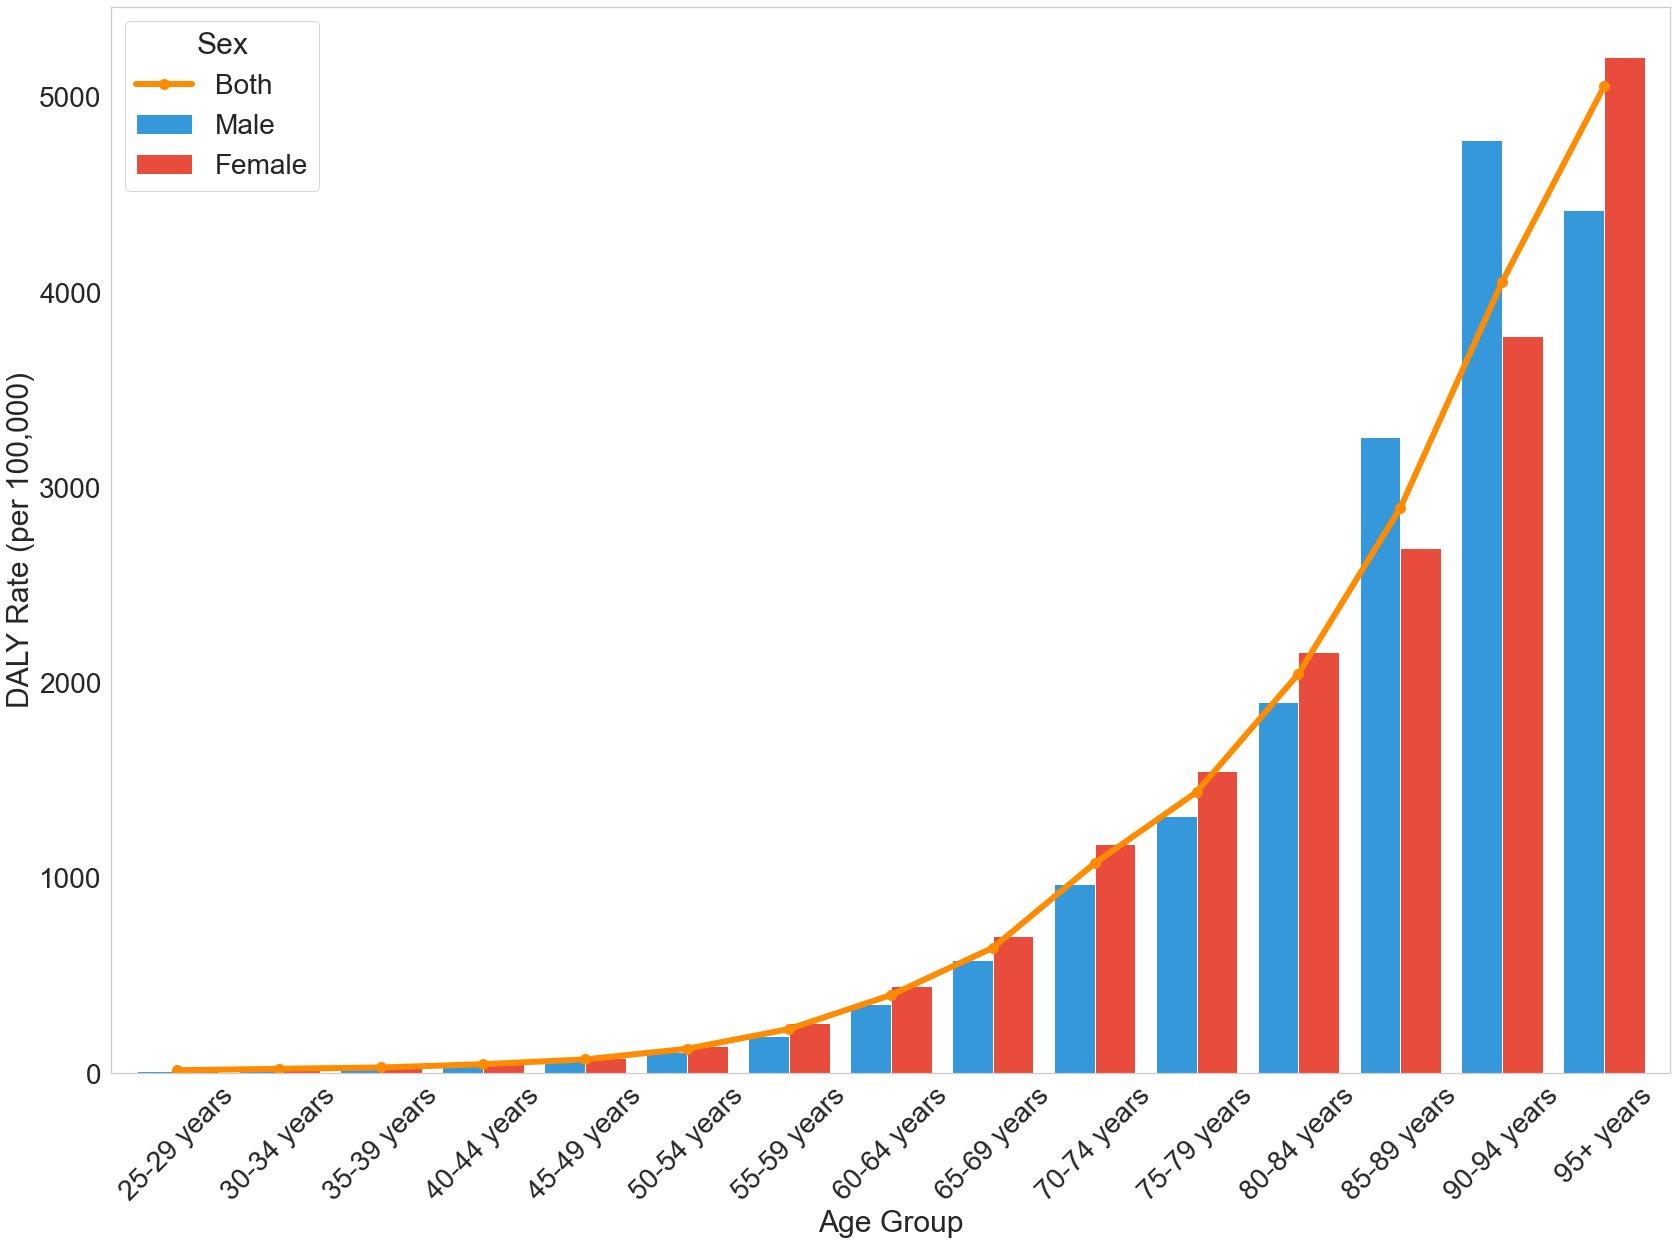 Sex
Both
Male
Female
DALY Rate (per 100,000)
5000
4000
3000
2000
1000
0
25-29 years
30-34 years
35-39 years
40-44 years
45-49 years
50-54 years
55-59 years
60-64 years
65-69 years
70-74 years
75-79 years
80-84 years
85-89 years
90-94 years
95+ years
Age Group